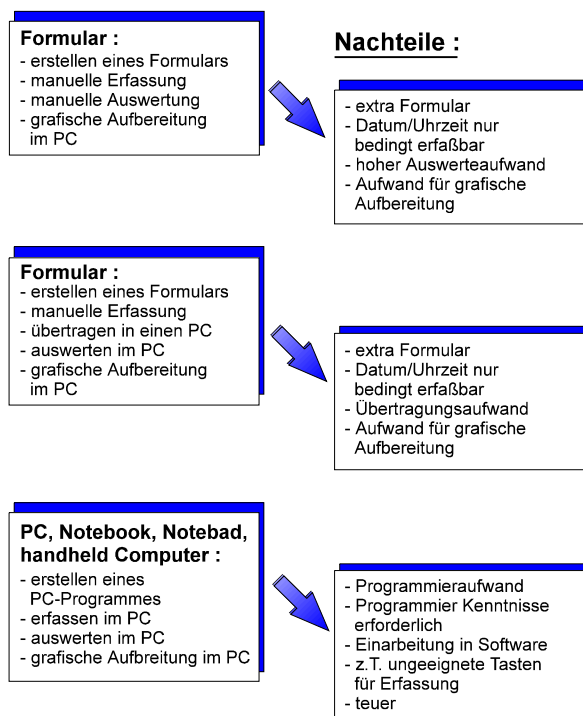 Formular :
- erstellen eines Formulars
- manuelle Erfassung
- manuelle Auswertung
- grafische Aufbereitung
im PC
Nachteile :
- extra Formular
- Datum/Uhrzeit nur
bedingt erfaßbar
- hoher Auswerteaufwand
- Aufwand für grafische
Aufbereitung
Formular :
- erstellen eines Formulars
- manuelle Erfassung
- übertragen in einen PC
- auswerten im PC
- grafische Aufbereitung
im PC
- extra Formular
- Datum/Uhrzeit nur
bedingt erfaßbar
- Übertragungsaufwand
- Aufwand für grafische
Aufbereitung
PC, Notebook, Notebad,
handheld Computer :
- erstellen eines
PC-Programmes
- erfassen im PC
- auswerten im PC
- grafische Aufbreitung im PC
- Programmieraufwand
- Programmier Kenntnisse
erforderlich
- Einarbeitung in Software
- z.T. ungeeignete Tasten
für Erfassung
- teuer